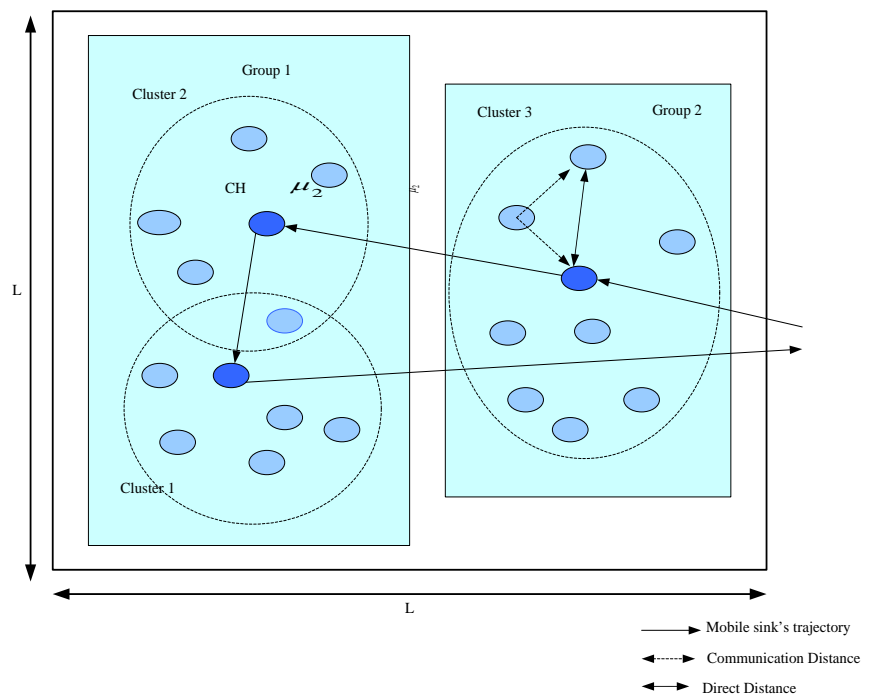 Group 1
Cluster 2
Cluster 3
Group 2
CH
μ₂
μ₂
L
Cluster 1
L
Mobile sink's trajectory
Communication Distance
Direct Distance